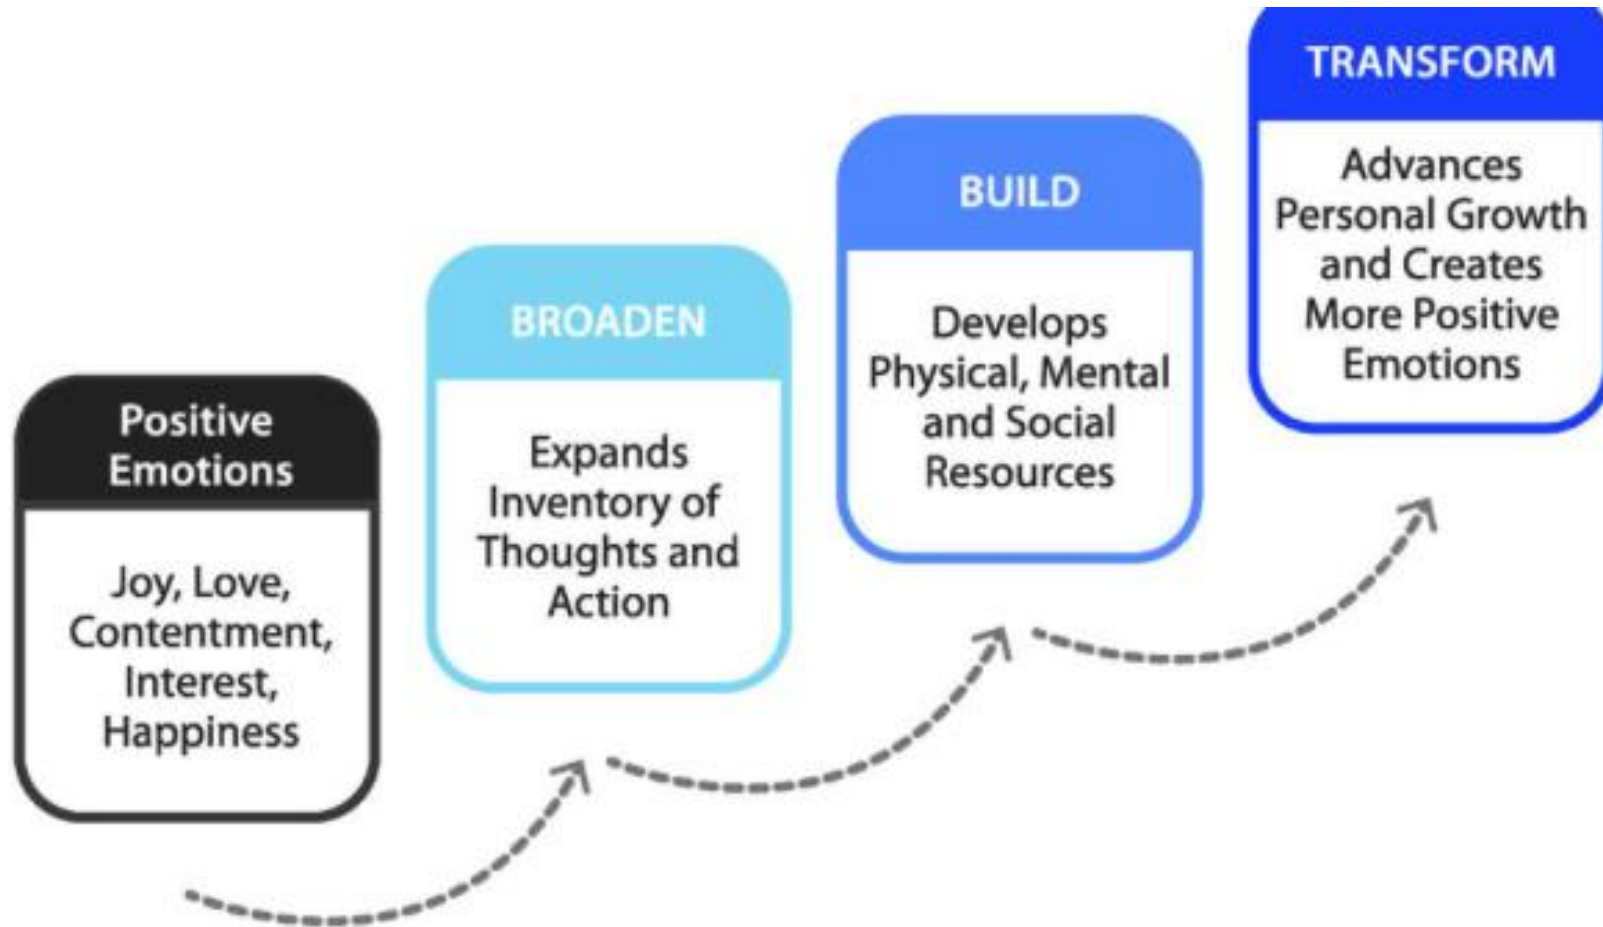 Positive
Emotions
Joy, Love,
Contentment,
Interest,
Happiness
BROADEN
Expands
Inventory of
Thoughts and
Action
BUILD
Develops
Physical, Mental
and Social
Resources
TRANSFORM
Advances
Personal Growth
and Creates
More Positive
Emotions